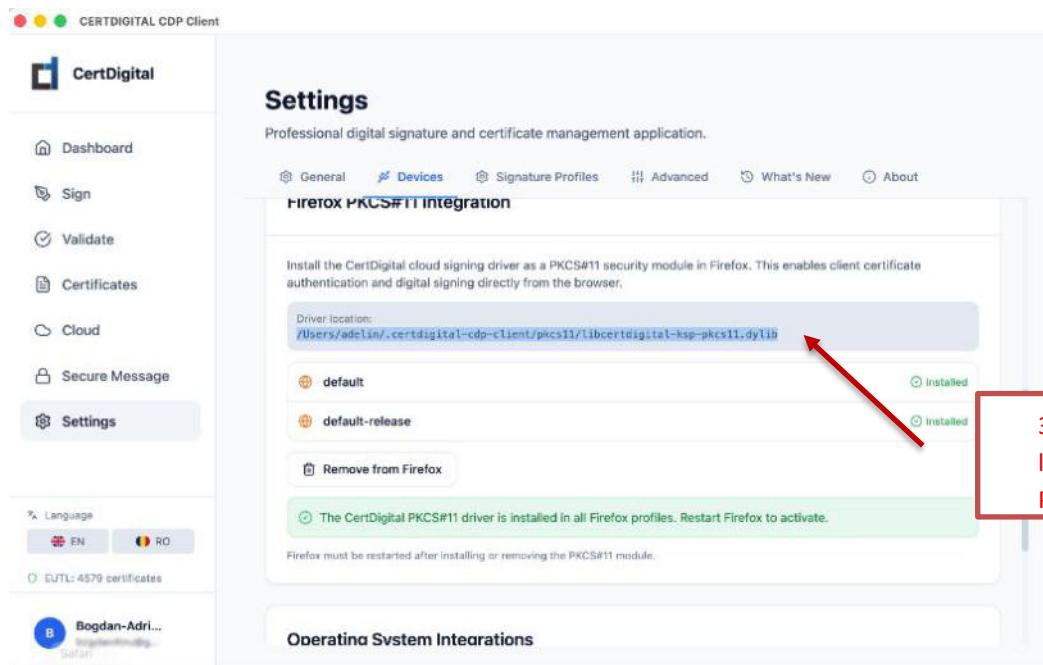 CERTDIGITAL CDP Client
CertDigital
Dashboard
Sign
Validate
Certificates
Cloud
Secure Message
Settings
Language
EN RO
EUTL: 4579 certificates
B Bogdan-Adri...
Safari
Settings
Professional digital signature and certificate management application.
General Devices Signature Profiles Advanced What's New About
Firefox PKCS#11 Integration
Install the CertDigital cloud signing driver as a PKCS#11 security module in Firefox. This enables client certificate
authentication and digital signing directly from the browser.
Driver location:
/Users/adelin/.certdigital-cdp-client/pkcs11/libcertdigital-ksp-pkcs11.dylib
default Installed
default-release Installed
Remove from Firefox
The CertDigital PKCS#11 driver is installed in all Firefox profiles. Restart Firefox to activate.
Firefox must be restarted after installing or removing the PKCS#11 module.
Operating System Integrations